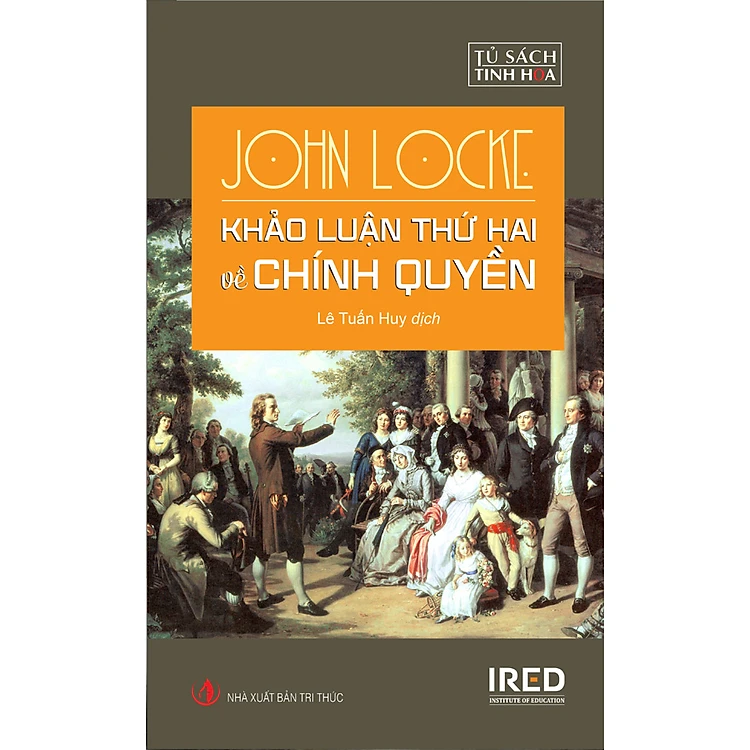 TỦ SÁCH
TINH HOA
JOHN LOCKE
KHẢO LUẬN THỨ HAI
về CHÍNH QUYỀN
Lê Tuấn Huy dịch
NHÀ XUẤT BẢN TRI THỨC
IRED
INSTITUTE OF EDUCATION